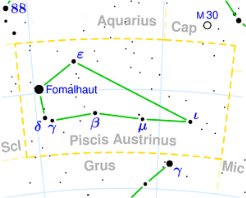 88
Aquarius
M 30
Cap
ε
Fomalhaut
δ γ β μ ι
Piscis Austrinus
Scl
Grus
γ
Mic